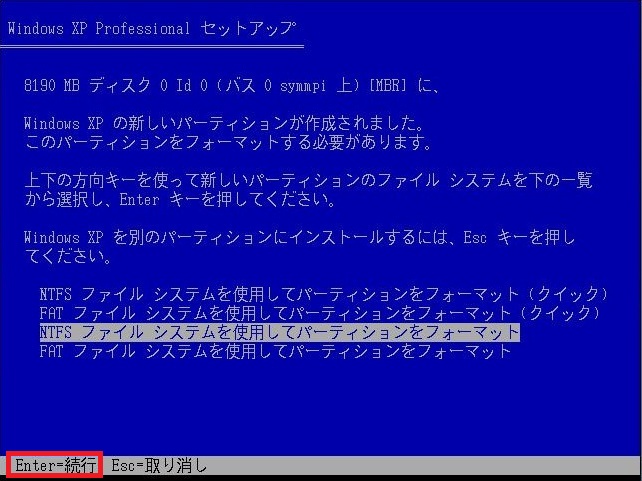 Windows XP Professional セットアップ
8190 MB ディスク 0 Id 0 (バス 0 symmpi 上) [MBR] に、
Windows XP の新しいパーティションが作成されました。
このパーティションをフォーマットする必要があります。
上下の方向キーを使って新しいパーティションのファイル システムを下の一覧
から選択し、Enter キーを押してください。
Windows XP を別のパーティションにインストールするには、Esc キーを押し
てください。
NTFS ファイル システムを使用してパーティションをフォーマット (クイック)
FAT ファイル システムを使用してパーティションをフォーマット (クイック)
NTFS ファイル システムを使用してパーティションをフォーマット
FAT ファイル システムを使用してパーティションをフォーマット
Enter=続行 Esc=取り消し